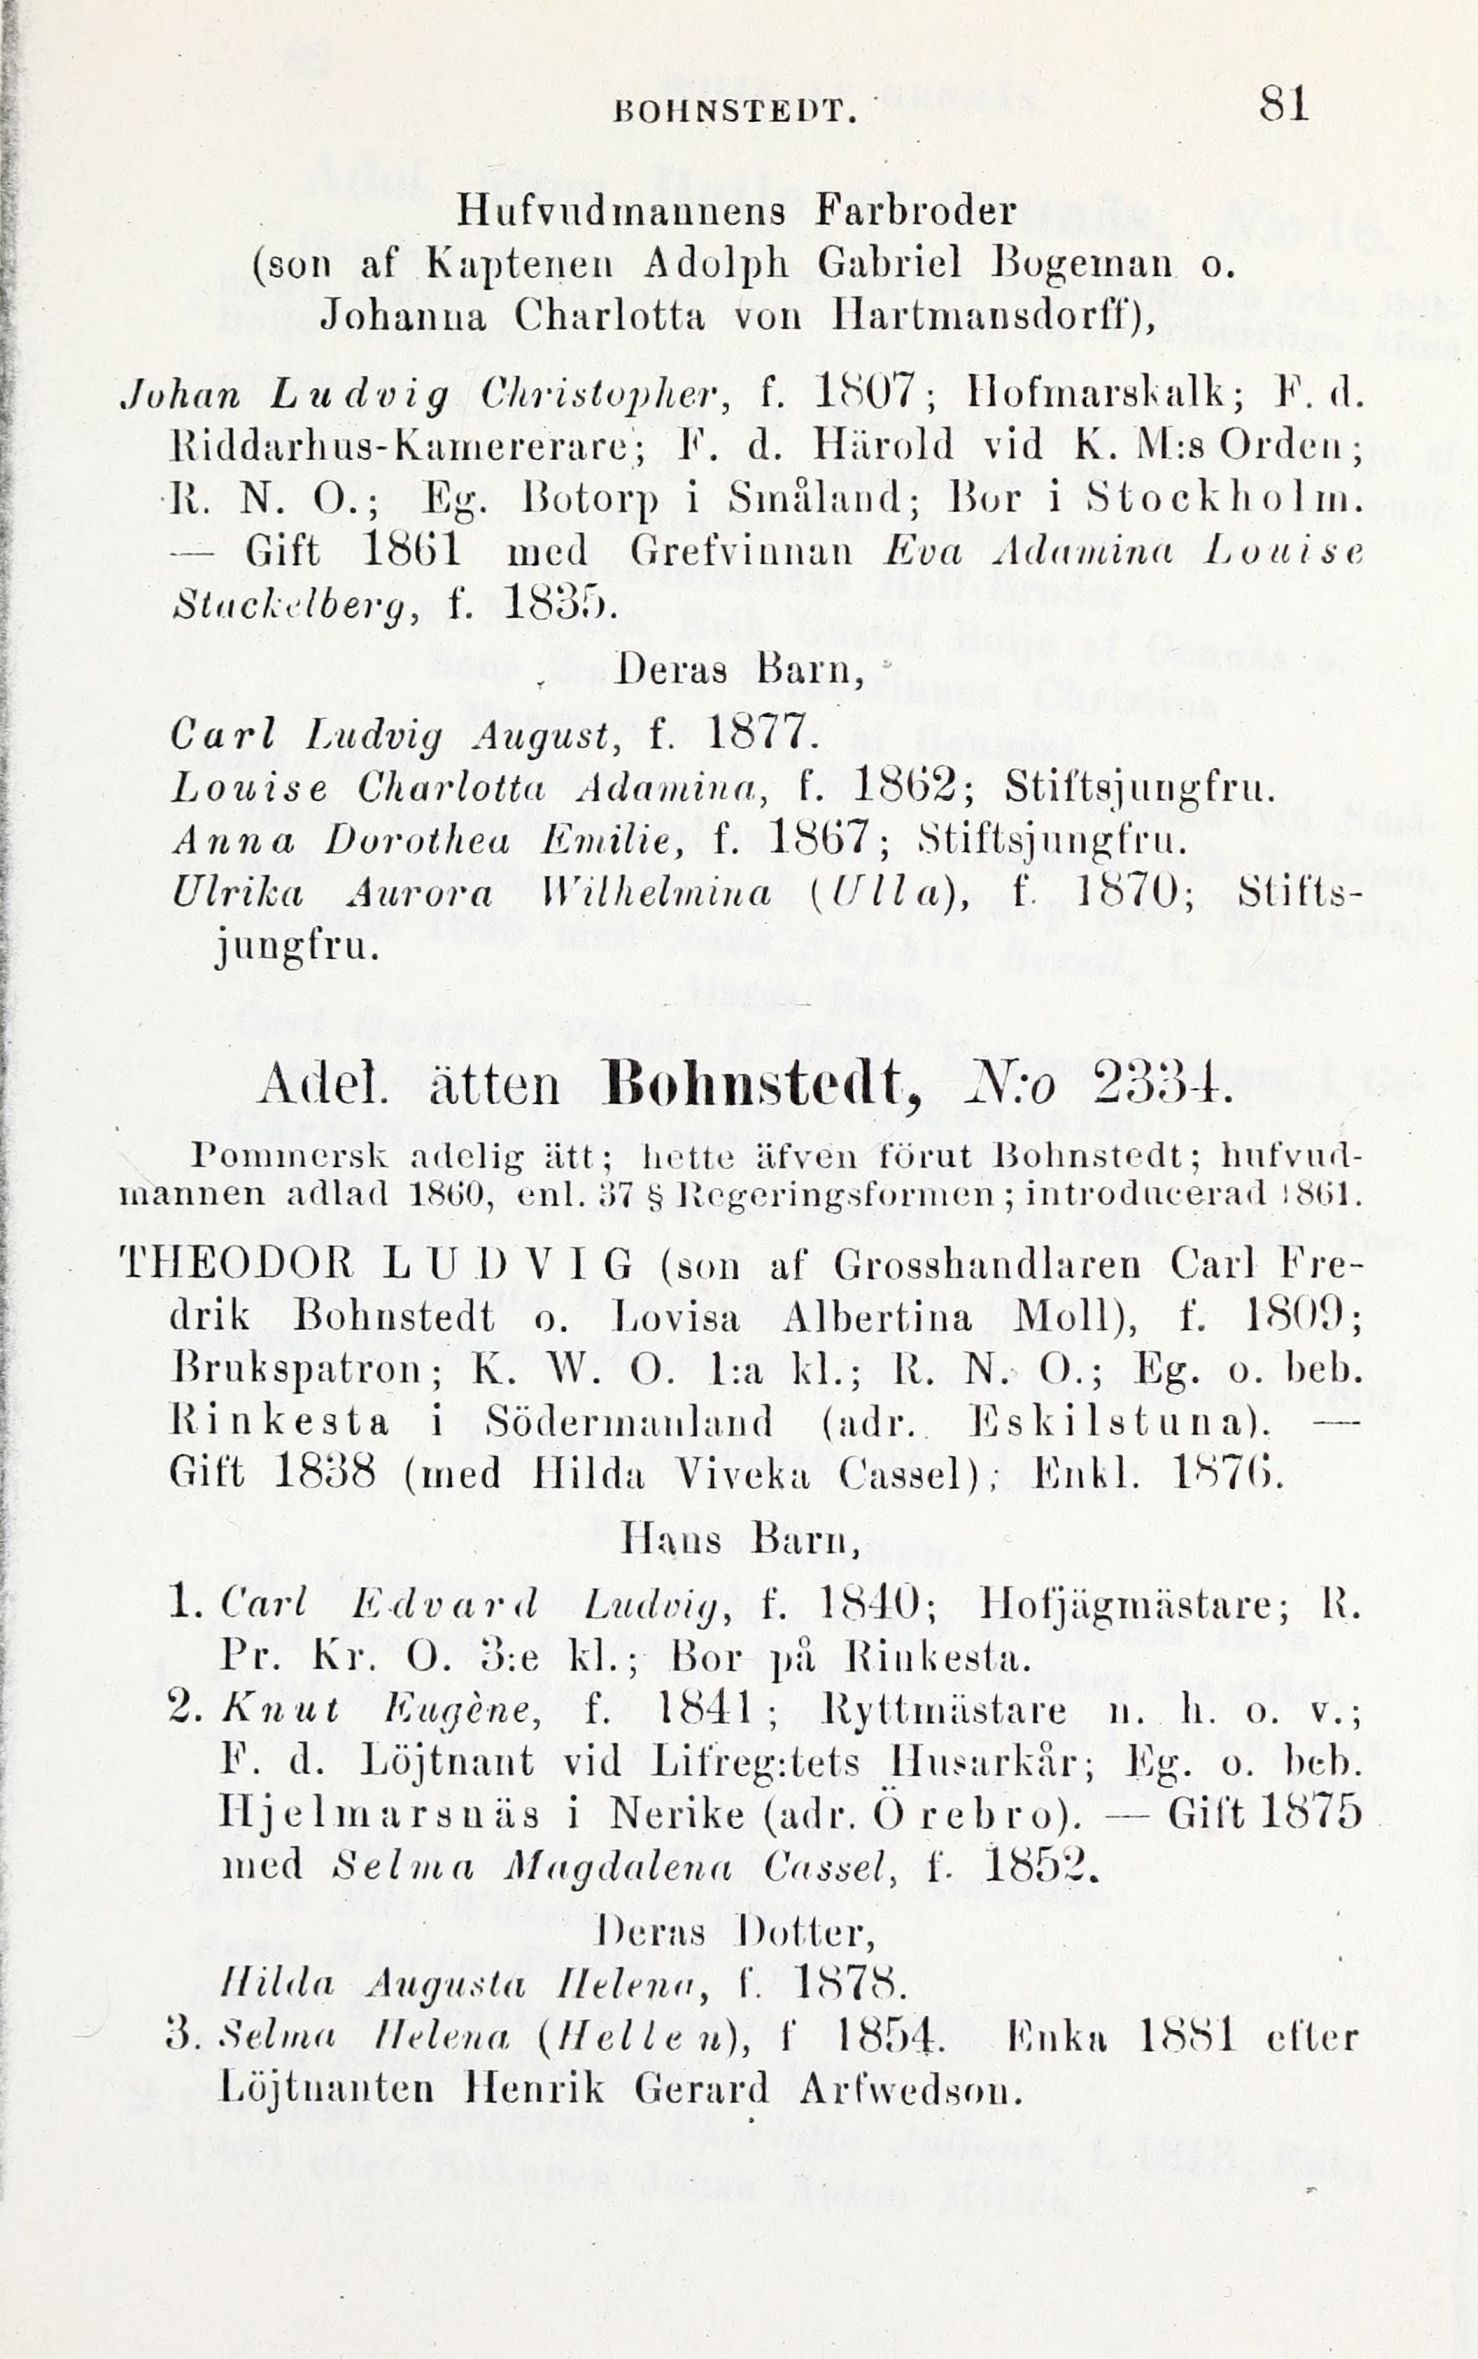 BOHNSTEDT. 81
Hufvudmannens Farbroder
(son af Kaptenen Adolph Gabriel Bogeman o.
Johanna Charlotta von Hartmansdorff),
Johan Ludvig Christopher, f. 1807; Hofmarskalk; F. d.
Riddarhus-Kamererare; F. d. Härold vid K. M:s Orden;
R. N. O.; Eg. Botorp i Småland; Bor i Stockholm.
— Gift 1861 med Grefvinnan Eva Adamina Louise
Stackelberg, f. 1835.
Deras Barn,
Carl Ludvig August, f. 1877.
Louise Charlotta Adamina, f. 1862; Stiftsjungfru.
Anna Dorothea Emilie, f. 1867; Stiftsjungfru.
Ulrika Aurora Wilhelmina (Ulla), f. 1870; Stifts-
jungfru.
Adel. ätten Bohnstedt, N:o 2334.
Pommersk adelig ätt; hette äfven förut Bohnstedt; hufvud-
mannen adlad 1860, enl. 37 § Regeringsformen; introducerad 1861.
THEODOR LUDVIG (son af Grosshandlaren Carl Fre-
drik Bohnstedt o. Lovisa Albertina Moll), f. 1809;
Brukspatron; K. W. O. 1:a kl.; R. N. O.; Eg. o. beb.
Rinkesta i Södermanland (adr. Eskilstuna). —
Gift 1838 (med Hilda Viveka Cassel); Enkl. 1876.
Hans Barn,
1. Carl Edvard Ludvig, f. 1840; Hofjägmästare; R.
Pr. Kr. O. 3:e kl.; Bor på Rinkesta.
2. Knut Eugène, f. 1841; Ryttmästare n. h. o. v.;
F. d. Löjtnant vid Lifreg:tets Husarkår; Eg. o. beb.
Hjelmarsnäs i Nerike (adr. Örebro). — Gift 1875
med Selma Magdalena Cassel, f. 1852.
Deras Dotter,
Hilda Augusta Helena, f. 1878.
3. Selma Helena (Hellen), f 1854. Enka 1881 efter
Löjtnanten Henrik Gerard Arfwedson.